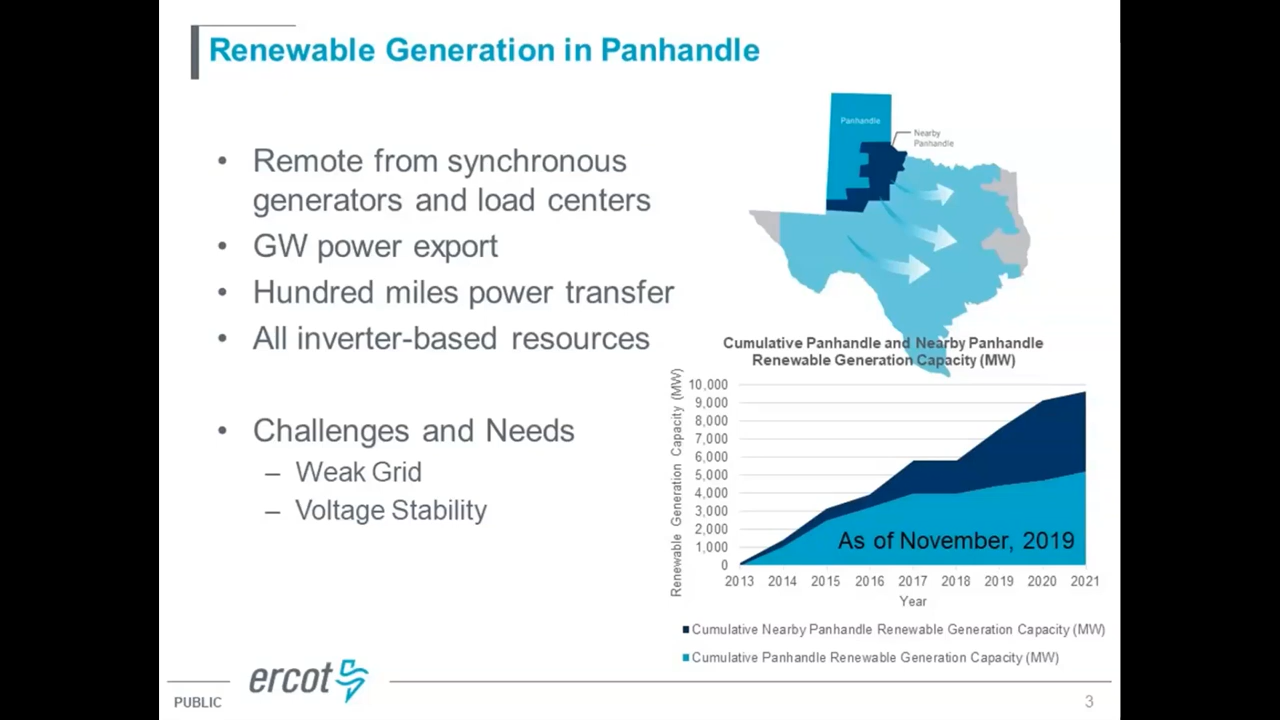 Renewable Generation in Panhandle
• Remote from synchronous
generators and load centers
• GW power export
• Hundred miles power transfer
• All inverter-based resources
• Challenges and Needs
– Weak Grid
– Voltage Stability
Panhandle
Nearby
Panhandle
Cumulative Panhandle and Nearby Panhandle
Renewable Generation Capacity (MW)
Renewable Generation Capacity (MW)
10,000
9,000
8,000
7,000
6,000
5,000
4,000
3,000
2,000
1,000
0
As of November, 2019
2013 2014 2015 2016 2017 2018 2019 2020 2021
Year
Cumulative Nearby Panhandle Renewable Generation Capacity (MW)
Cumulative Panhandle Renewable Generation Capacity (MW)
ercot
PUBLIC
3